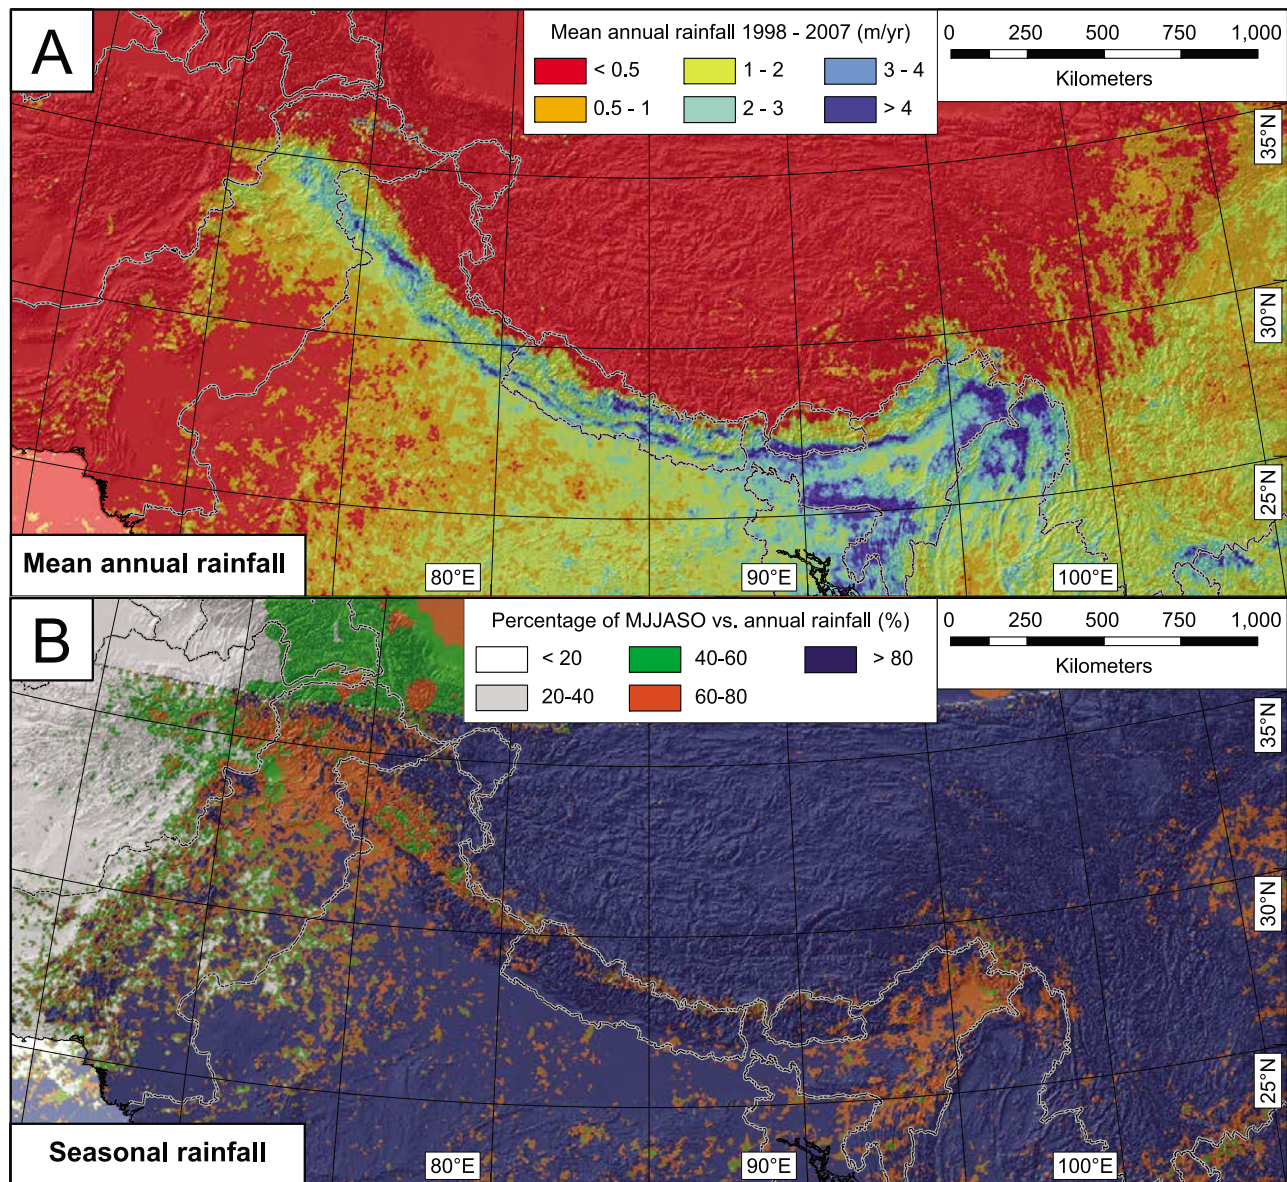 A
Mean annual rainfall 1998 - 2007 (m/yr)
< 0.5
1 - 2
3 - 4
0.5 - 1
2 - 3
> 4
0 250 500 750 1,000
Kilometers
35°N
30°N
25°N
Mean annual rainfall
80°E
90°E
100°E
B
Percentage of MJJASO vs. annual rainfall (%)
< 20
40-60
> 80
20-40
60-80
0 250 500 750 1,000
Kilometers
35°N
30°N
25°N
Seasonal rainfall
80°E
90°E
100°E